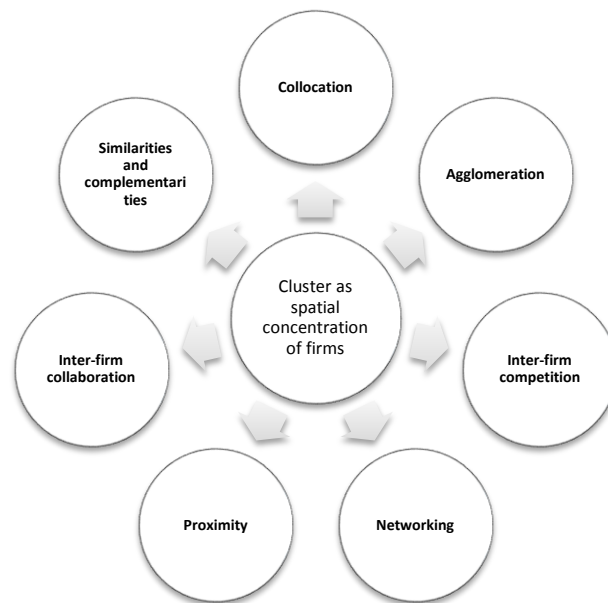 Collocation
Similarities
and
complementari
ties
Agglomeration
Cluster as
spatial
concentration
of firms
Inter-firm
collaboration
Inter-firm
competition
Proximity
Networking